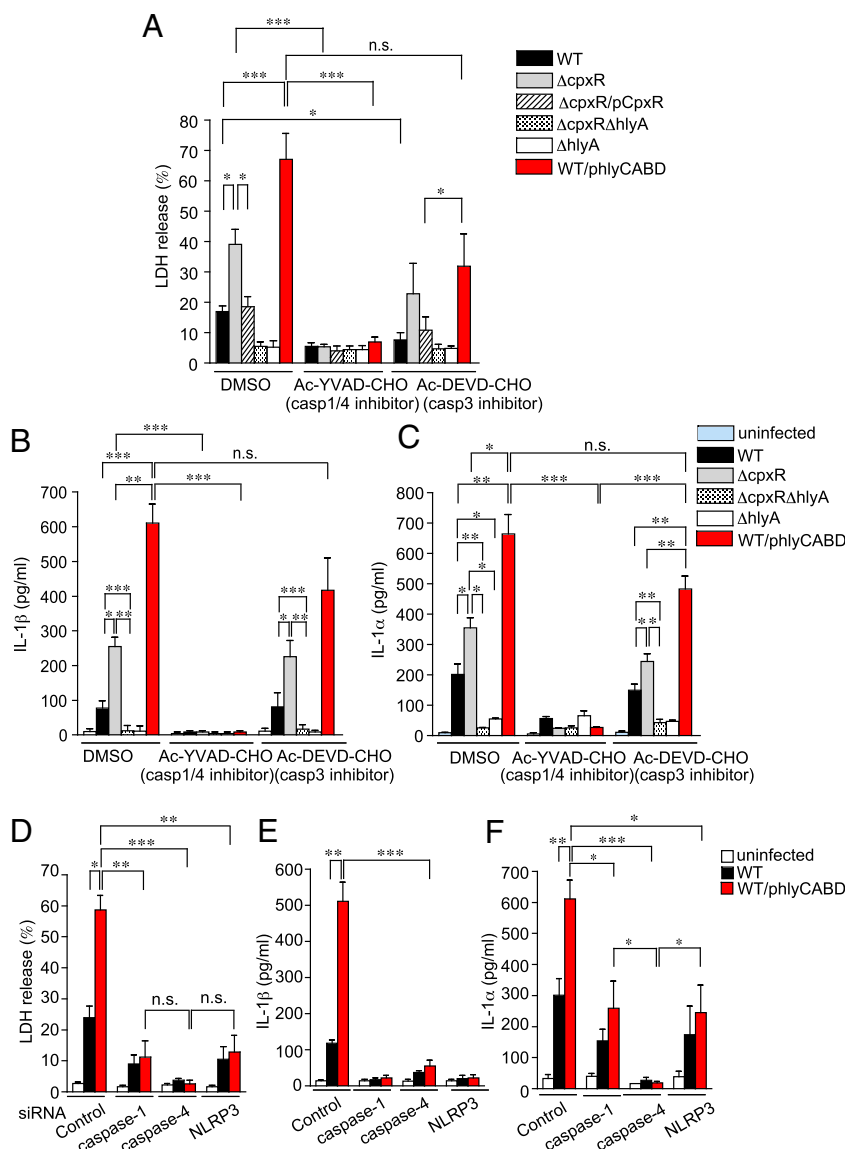 A
***
n.s.
***
***
*
* *
*
LDH release (%)
80
70
60
50
40
30
20
10
0
DMSO
Ac-YVAD-CHO
(casp1/4 inhibitor)
Ac-DEVD-CHO
(casp3 inhibitor)
WT
ΔcpxR
ΔcpxR/pCpxR
ΔcpxRΔhlyA
ΔhlyA
WT/phlyCABD
B
***
***
n.s.
**
***
***
* ***
***
* **
IL-1β (pg/ml)
700
600
500
400
300
200
100
0
DMSO
Ac-YVAD-CHO
(casp1/4 inhibitor)
Ac-DEVD-CHO
(casp3 inhibitor)
C
*
n.s.
**
***
***
*
**
*
* *
**
**
**
* *
IL-1α (pg/ml)
800
700
600
500
400
300
200
100
0
DMSO
Ac-YVAD-CHO
(casp1/4 inhibitor)
Ac-DEVD-CHO
(casp3 inhibitor)
uninfected
WT
ΔcpxR
ΔcpxRΔhlyA
ΔhlyA
WT/phlyCABD
D
**
***
* **
n.s.
n.s.
LDH release (%)
70
60
50
40
30
20
10
0
siRNA
Control
caspase-1
caspase-4
NLRP3
E
**
***
IL-1β (pg/ml)
600
500
400
300
200
100
0
Control
caspase-1
caspase-4
NLRP3
F
*
***
**
*
*
*
IL-1α (pg/ml)
700
600
500
400
300
200
100
0
Control
caspase-1
caspase-4
NLRP3
uninfected
WT
WT/phlyCABD